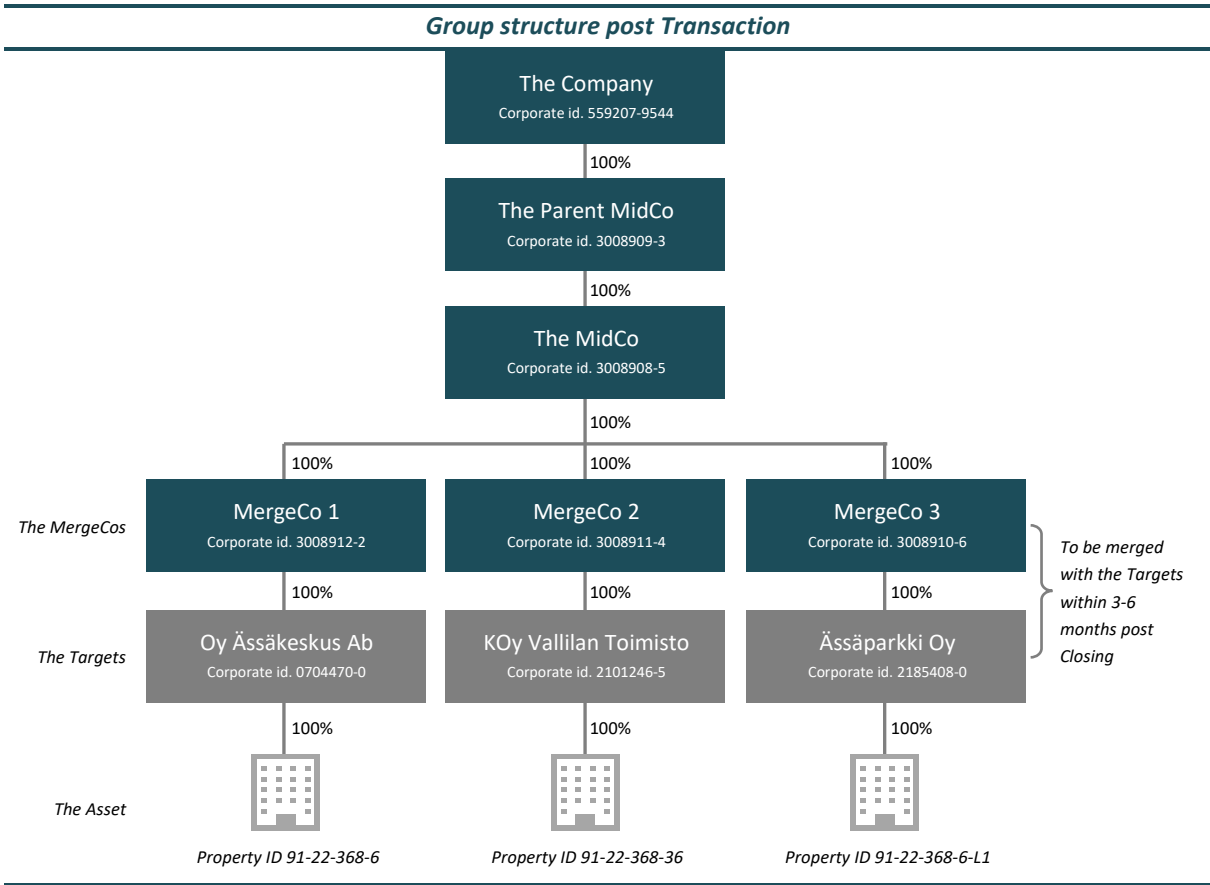 Group structure post Transaction
The Company
Corporate id. 559207-9544
100%
The Parent MidCo
Corporate id. 3008909-3
100%
The MidCo
Corporate id. 3008908-5
100%
100%
100%
100%
The MergeCos
MergeCo 1
Corporate id. 3008912-2
MergeCo 2
Corporate id. 3008911-4
MergeCo 3
Corporate id. 3008910-6
To be merged
with the Targets
within 3-6
months post
Closing
100%
100%
100%
The Targets
Oy Ässäkeskus Ab
Corporate id. 0704470-0
KOy Vallilan Toimisto
Corporate id. 2101246-5
Ässäparkki Oy
Corporate id. 2185408-0
100%
100%
100%
The Asset
Property ID 91-22-368-6
Property ID 91-22-368-36
Property ID 91-22-368-6-L1